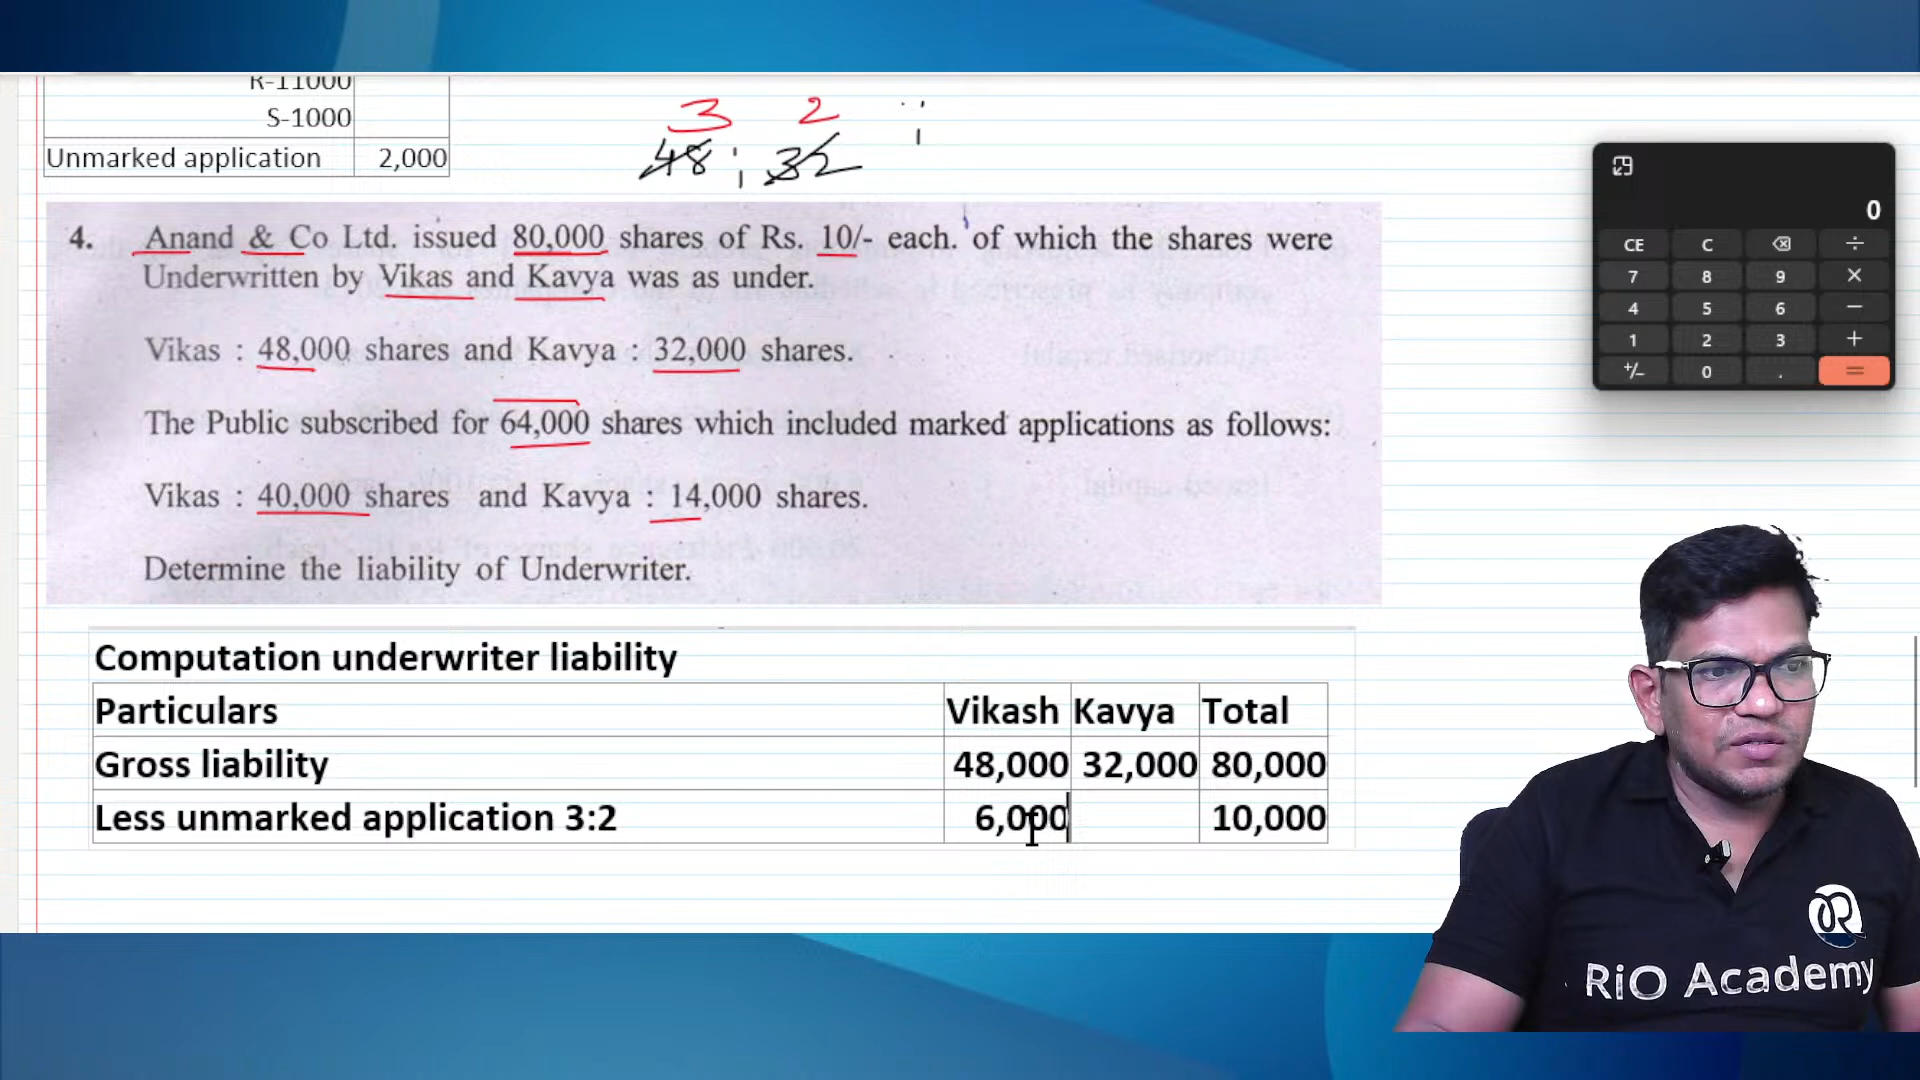 R-11000
S-1000
Unmarked application 2,000
3 2
48 : 32
4. Anand & Co Ltd. issued 80,000 shares of Rs. 10/- each. of which the shares were
Underwritten by Vikas and Kavya was as under.
Vikas : 48,000 shares and Kavya : 32,000 shares.
The Public subscribed for 64,000 shares which included marked applications as follows:
Vikas : 40,000 shares and Kavya : 14,000 shares.
Determine the liability of Underwriter.
Computation underwriter liability
Particulars Vikash Kavya Total
Gross liability 48,000 32,000 80,000
Less unmarked application 3:2 6,000 10,000
0
CE C ⌫ ÷
7 8 9 ×
4 5 6 −
1 2 3 +
+/− 0 . =
RiO Academy